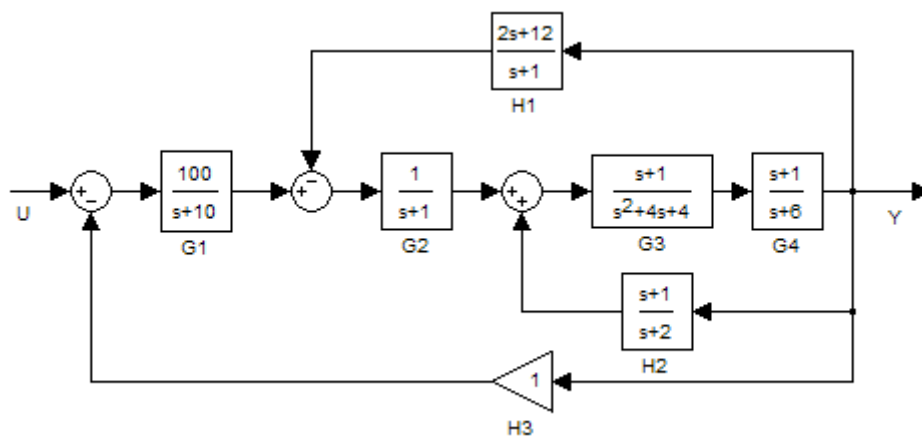 2s+12
s+1
H1
100
s+10
G1
1
s+1
G2
s+1
s²+4s+4
G3
s+1
s+6
G4
U
Y
s+1
s+2
H2
1
H3
+
−
+
−
+
+